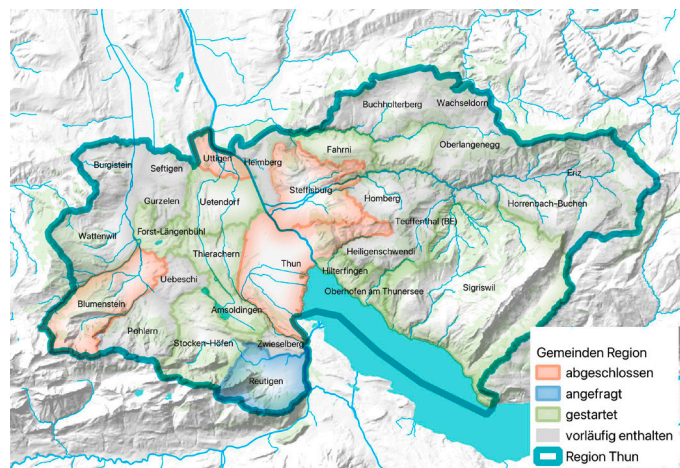 Buchholterberg
Wachseldorn
Fahrni
Oberlangenegg
Uttigen
Heimberg
Burgistein
Seftigen
Eriz
Steffisburg
Homberg
Gurzelen
Uetendorf
Horrenbach-Buchen
Teuffenthal (BE)
Wattenwil
Forst-Längenbühl
Thierachern
Heiligenschwendi
Thun
Hilterfingen
Uebeschi
Sigriswil
Oberhofen am Thunersee
Blumenstein
Amsoldingen
Pohlern
Stocken-Höfen
Zwieselberg
Reutigen
Gemeinden Region
abgeschlossen
angefragt
gestartet
vorläufig enthalten
Region Thun